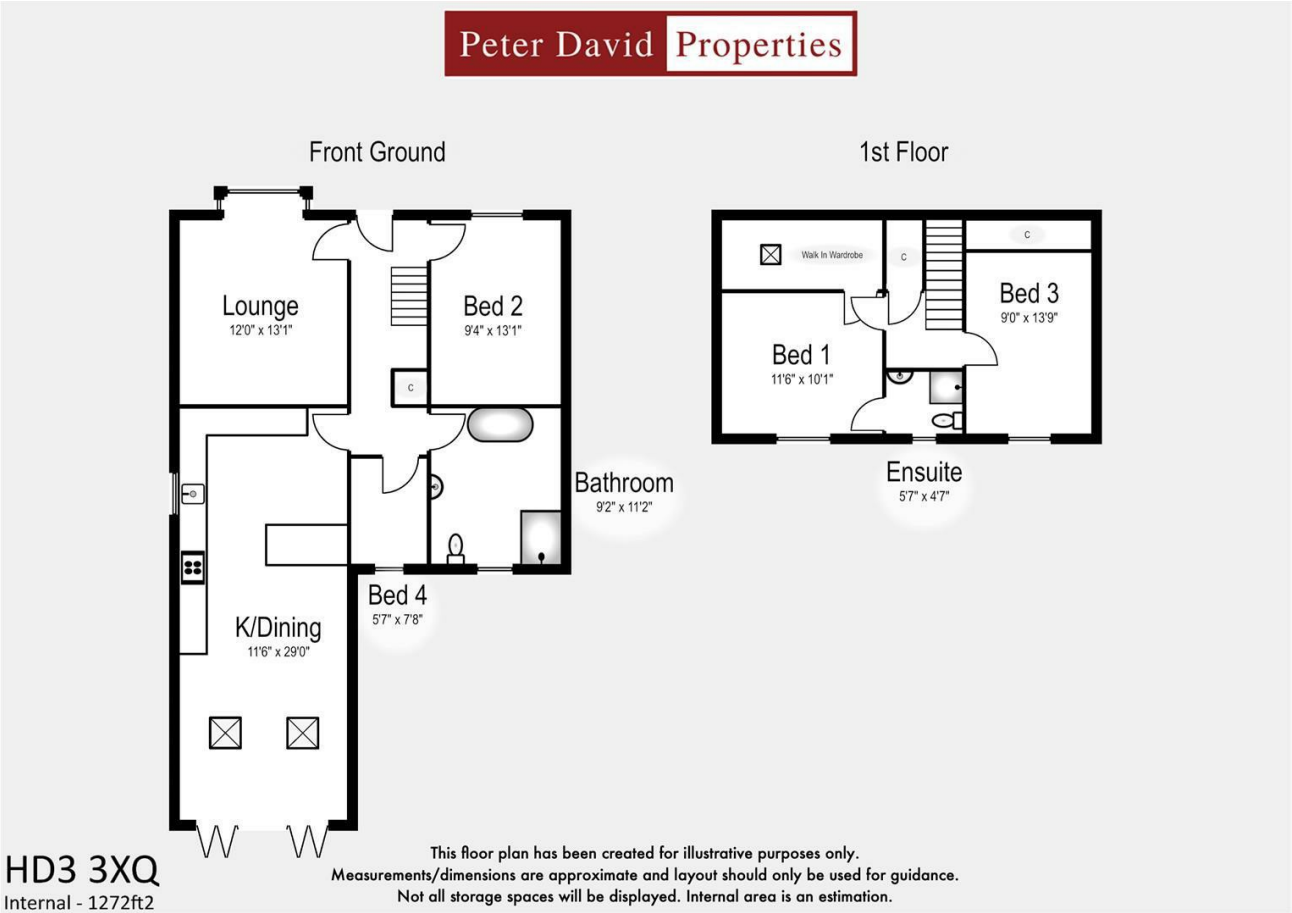 Peter David Properties
Front Ground
1st Floor
Lounge
12'0" x 13'1"
Bed 2
9'4" x 13'1"
C
Bathroom
9'2" x 11'2"
Bed 4
5'7" x 7'8"
K/Dining
11'6" x 29'0"
Walk In Wardrobe
C
C
Bed 3
9'0" x 13'9"
Bed 1
11'6" x 10'1"
Ensuite
5'7" x 4'7"
HD3 3XQ
Internal - 1272ft2
This floor plan has been created for illustrative purposes only.
Measurements/dimensions are approximate and layout should only be used for guidance.
Not all storage spaces will be displayed. Internal area is an estimation.